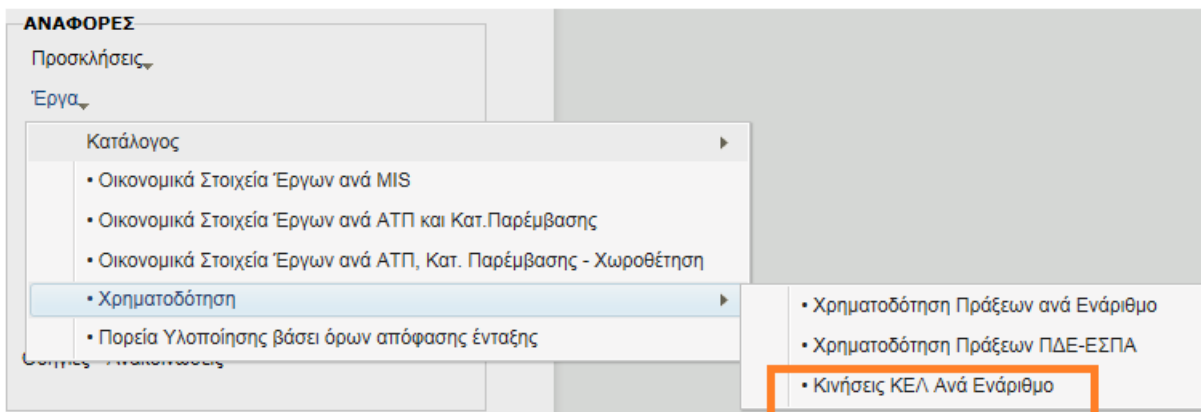 ΑΝΑΦΟΡΕΣ
Προσκλήσεις
Έργα
Κατάλογος
• Οικονομικά Στοιχεία Έργων ανά MIS
• Οικονομικά Στοιχεία Έργων ανά ΑΤΠ και Κατ.Παρέμβασης
• Οικονομικά Στοιχεία Έργων ανά ΑΤΠ, Κατ. Παρέμβασης - Χωροθέτηση
• Χρηματοδότηση
• Πορεία Υλοποίησης βάσει όρων απόφασης ένταξης
• Χρηματοδότηση Πράξεων ανά Ενάριθμο
• Χρηματοδότηση Πράξεων ΠΔΕ-ΕΣΠΑ
• Κινήσεις ΚΕΛ Ανά Ενάριθμο